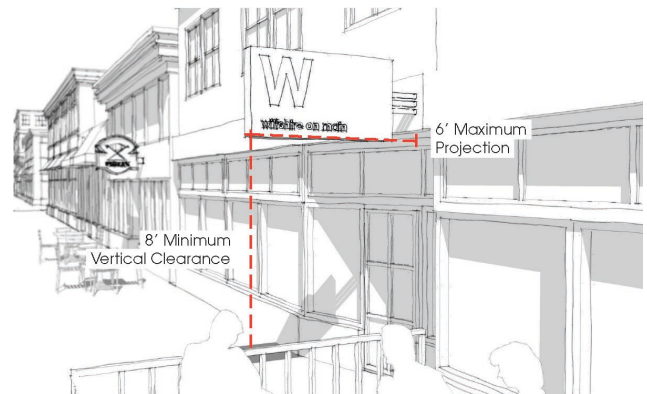 W
wilshire on main
6’ Maximum
Projection
8’ Minimum
Vertical Clearance